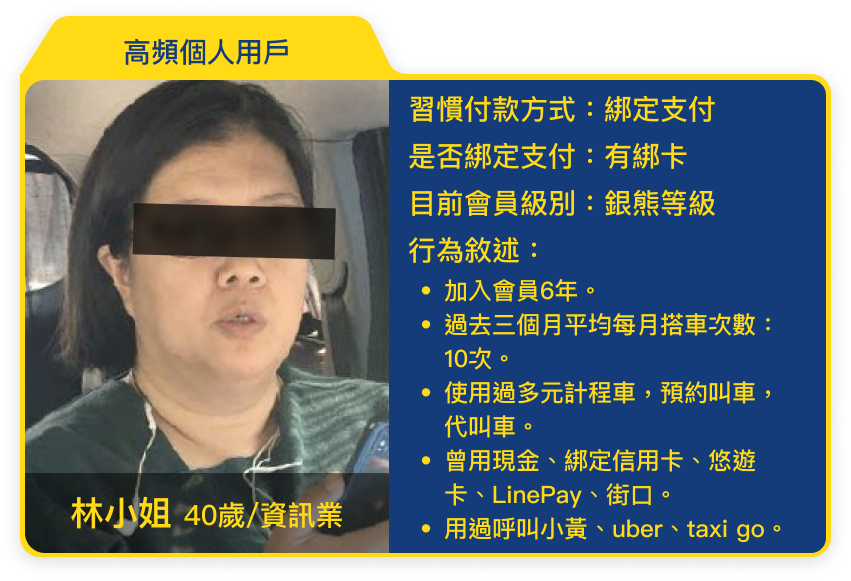 高頻個人用戶
習慣付款方式：綁定支付
是否綁定支付：有綁卡
目前會員級別：銀熊等級
行為敘述：
• 加入會員6年。
• 過去三個月平均每月搭車次數：
10次。
• 使用過多元計程車，預約叫車，
代叫車。
• 曾用現金、綁定信用卡、悠遊
卡、LinePay、街口。
• 用過呼叫小黃、uber、taxi go。
林小姐 40歲/資訊業